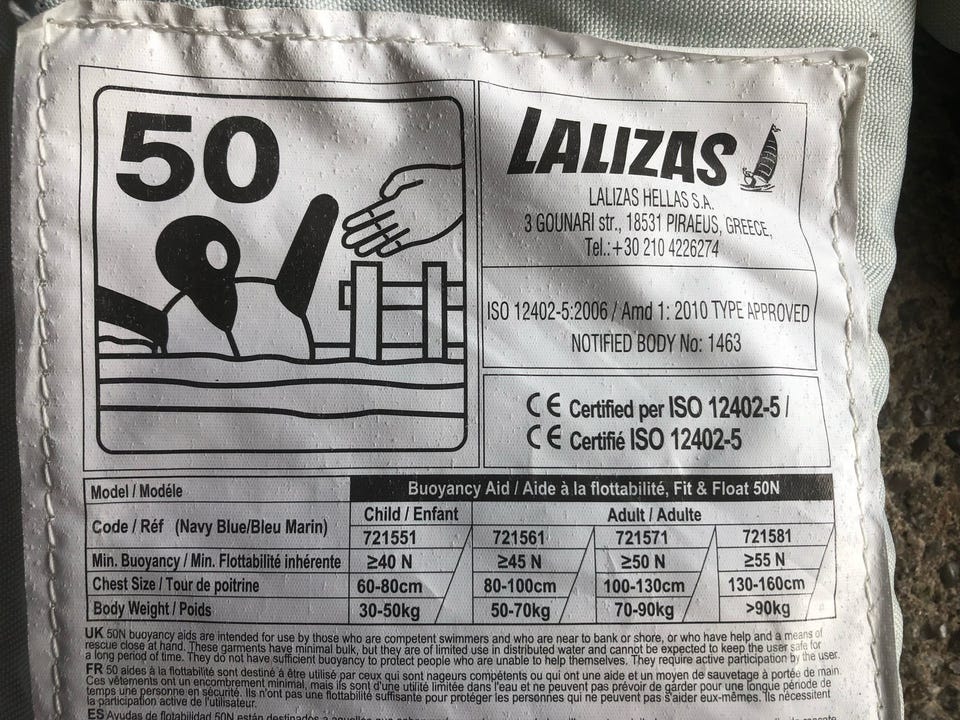 50
LALIZAS
LALIZAS HELLAS S.A.
3 GOUNARI str., 18531 PIRAEUS, GREECE,
Tel.:+30 210 4226274
ISO 12402-5:2006 / Amd 1: 2010 TYPE APPROVED
NOTIFIED BODY No: 1463
CE Certified per ISO 12402-5 /
CE Certifié ISO 12402-5
Model / Modéle Buoyancy Aid / Aide à la flottabilité, Fit & Float 50N
Code / Réf (Navy Blue/Bleu Marin) Child / Enfant Adult / Adulte
721551 721561 721571 721581
Min. Buoyancy / Min. Flottabilité inhérente ≥40 N ≥45 N ≥50 N ≥55 N
Chest Size / Tour de poitrine 60-80cm 80-100cm 100-130cm 130-160cm
Body Weight / Poids 30-50kg 50-70kg 70-90kg >90kg
UK 50N buoyancy aids are intended for use by those who are competent swimmers and who are near to bank or shore, or who have help and a means of
rescue close at hand. These garments have minimal bulk, but they are of limited use in distributed water and cannot be expected to keep the user safe for
a long period of time. They do not have sufficient buoyancy to protect people who are unable to help themselves. They require active participation by the user.
FR 50 aides à la flottabilité sont destiné à être utilisé par ceux qui sont nageurs compétents ou qui ont une aide et un moyen de sauvetage à portée de main.
Ces vêtements ont un encombrement minimal, mais ils sont d'une utilité limitée dans l'eau et ne peuvent pas prévoir de garder pour une longue période de
temps une personne en sécurité. Ils n'ont pas une flottabilité suffisante pour protéger les personnes qui ne peuvent pas s'aider eux-mêmes. Ils nécessitent
la participation active de l'utilisateur.
ES Ayudas de flotabilidad 50N están destinados a aquellos que